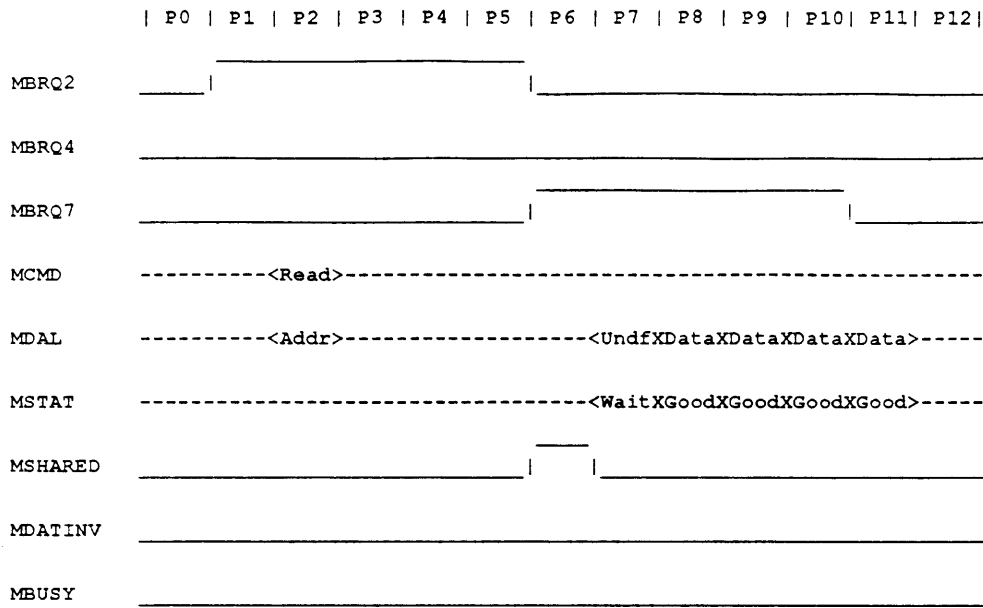 | P0 | P1 | P2 | P3 | P4 | P5 | P6 | P7 | P8 | P9 | P10 | P11| P12|
MBRQ2
MBRQ4
MBRQ7
MCMD -----------<Read>----------------------------------------
MDAL -----------<Addr>--------------------<UndfXDataXDataXDataXData>-----
MSTAT ------------------------------------<WaitXGoodXGoodXGoodXGood>-----
MSHARED
MDATINV
MBUSY